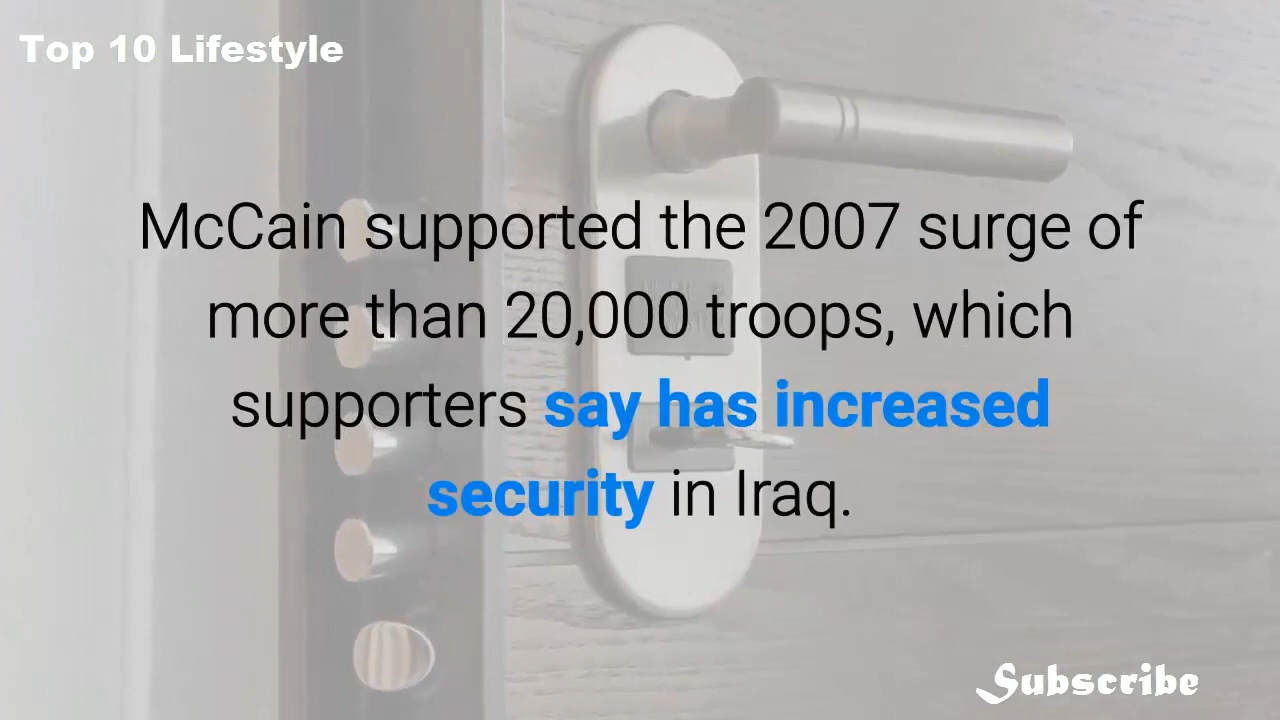 Top 10 Lifestyle
McCain supported the 2007 surge of
more than 20,000 troops, which
supporters say has increased
security in Iraq.
Subscribe